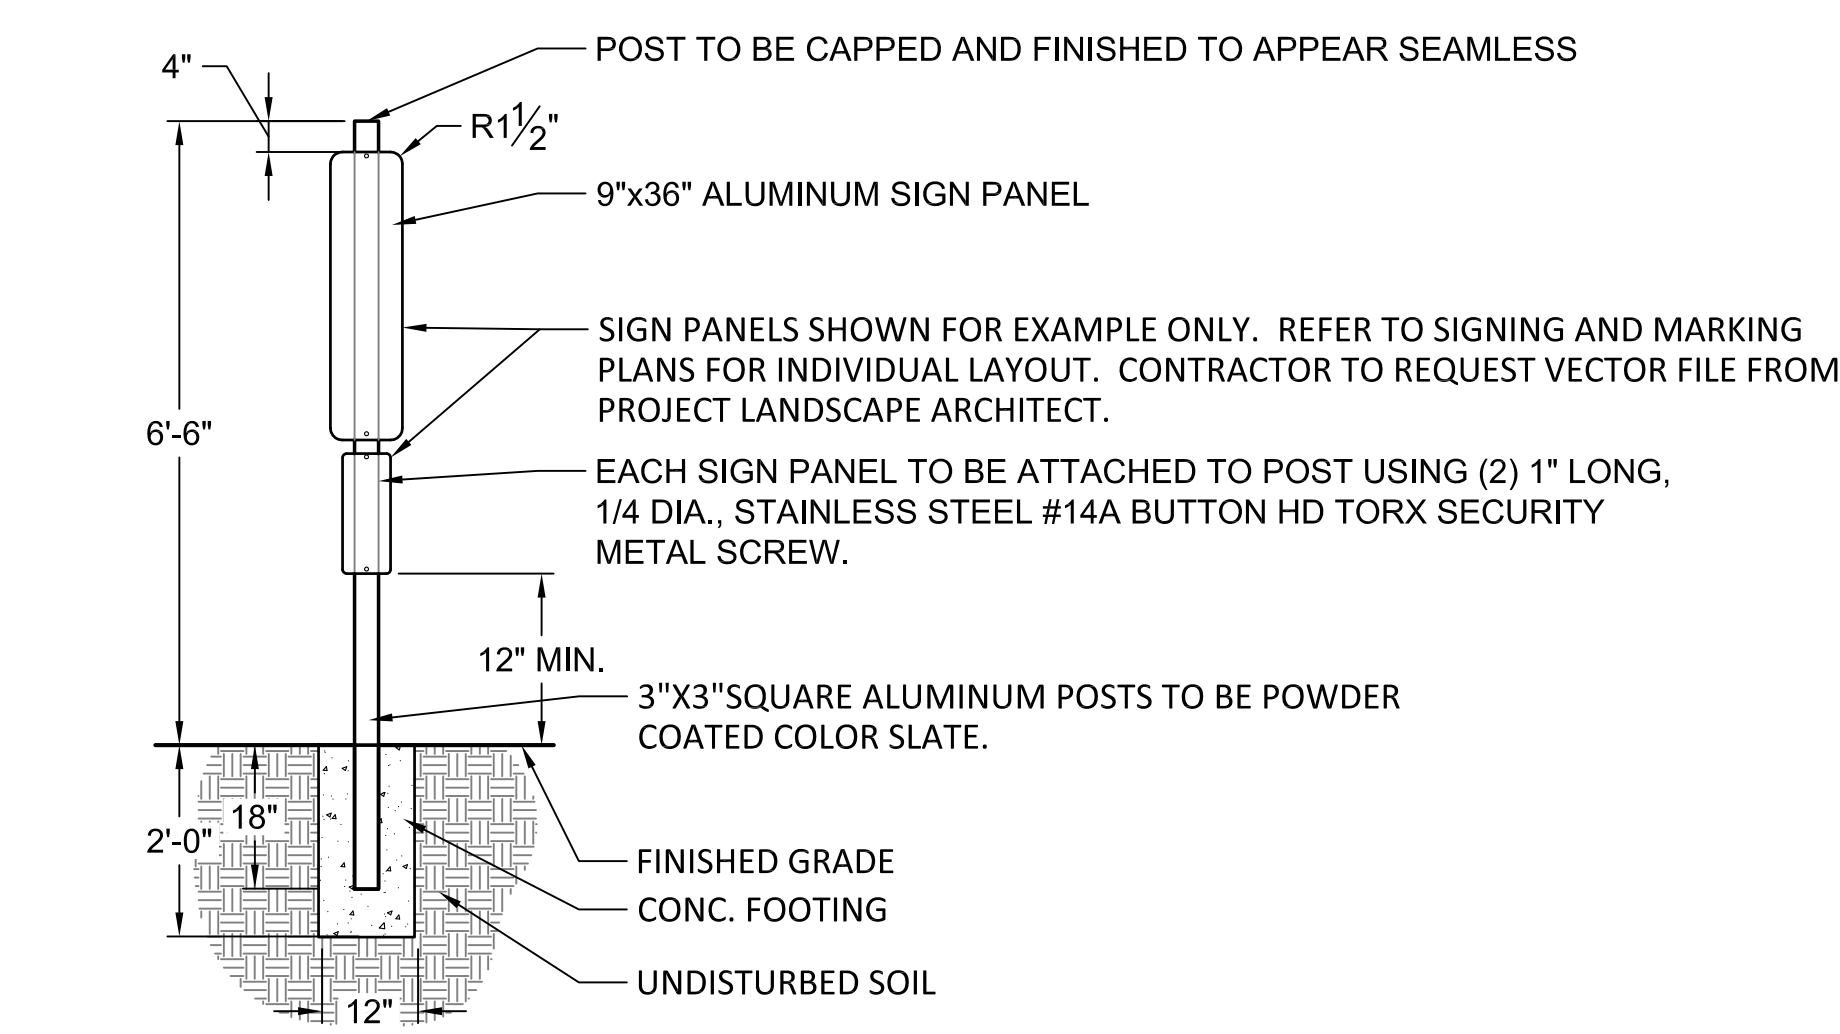 POST TO BE CAPPED AND FINISHED TO APPEAR SEAMLESS
4"
R1 1/2"
9"x36" ALUMINUM SIGN PANEL
SIGN PANELS SHOWN FOR EXAMPLE ONLY. REFER TO SIGNING AND MARKING
PLANS FOR INDIVIDUAL LAYOUT. CONTRACTOR TO REQUEST VECTOR FILE FROM
PROJECT LANDSCAPE ARCHITECT.
6'-6"
EACH SIGN PANEL TO BE ATTACHED TO POST USING (2) 1" LONG,
1/4 DIA., STAINLESS STEEL #14A BUTTON HD TORX SECURITY
METAL SCREW.
12" MIN.
3"X3"SQUARE ALUMINUM POSTS TO BE POWDER
COATED COLOR SLATE.
18"
2'-0"
FINISHED GRADE
CONC. FOOTING
UNDISTURBED SOIL
12"